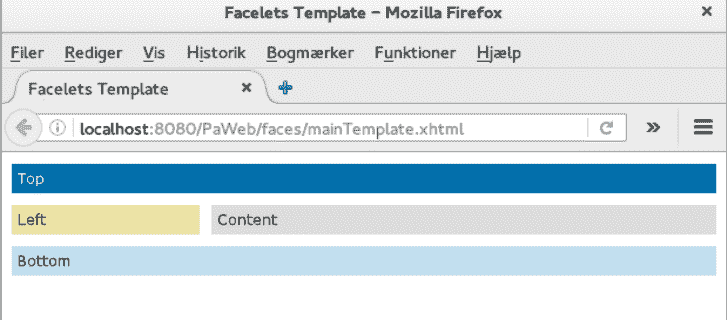 Facelets Template - Mozilla Firefox
Filer Rediger Vis Historik Bogmærker Funktioner Hjælp
Facelets Template
localhost:8080/PaWeb/faces/mainTemplate.xhtml
Top
Left Content
Bottom